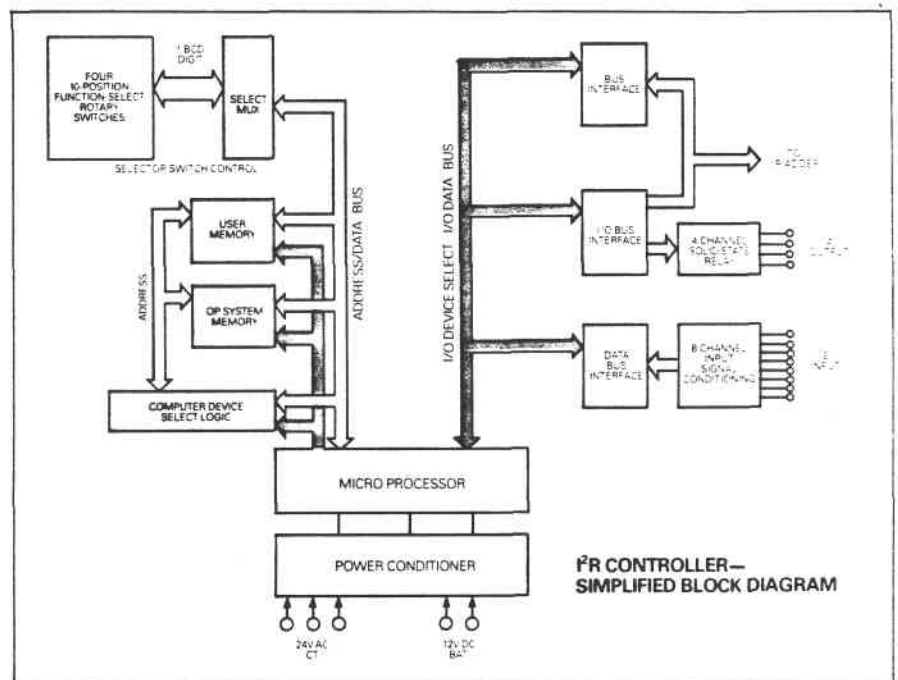 1 BCD
DIGIT
FOUR
10-POSITION
FUNCTION-SELECT
ROTARY
SWITCHES
SELECT
MUX
SELECTOR SWITCH CONTROL
USER
MEMORY
ADDRESS
OP SYSTEM
MEMORY
COMPUTER DEVICE
SELECT LOGIC
ADDRESS/DATA BUS
I/O DEVICE SELECT I/O DATA BUS
BUS
INTERFACE
TO
I/O BUS
INTERFACE
4 CHANNEL
SOLID STATE
RELAY
OUTPUT
DATA
BUS
INTERFACE
8 CHANNEL
INPUT
SIGNAL
CONDITIONING
INPUT
MICRO PROCESSOR
POWER CONDITIONER
24V AC
CT
12V DC
BAT
I²R CONTROLLER—
SIMPLIFIED BLOCK DIAGRAM